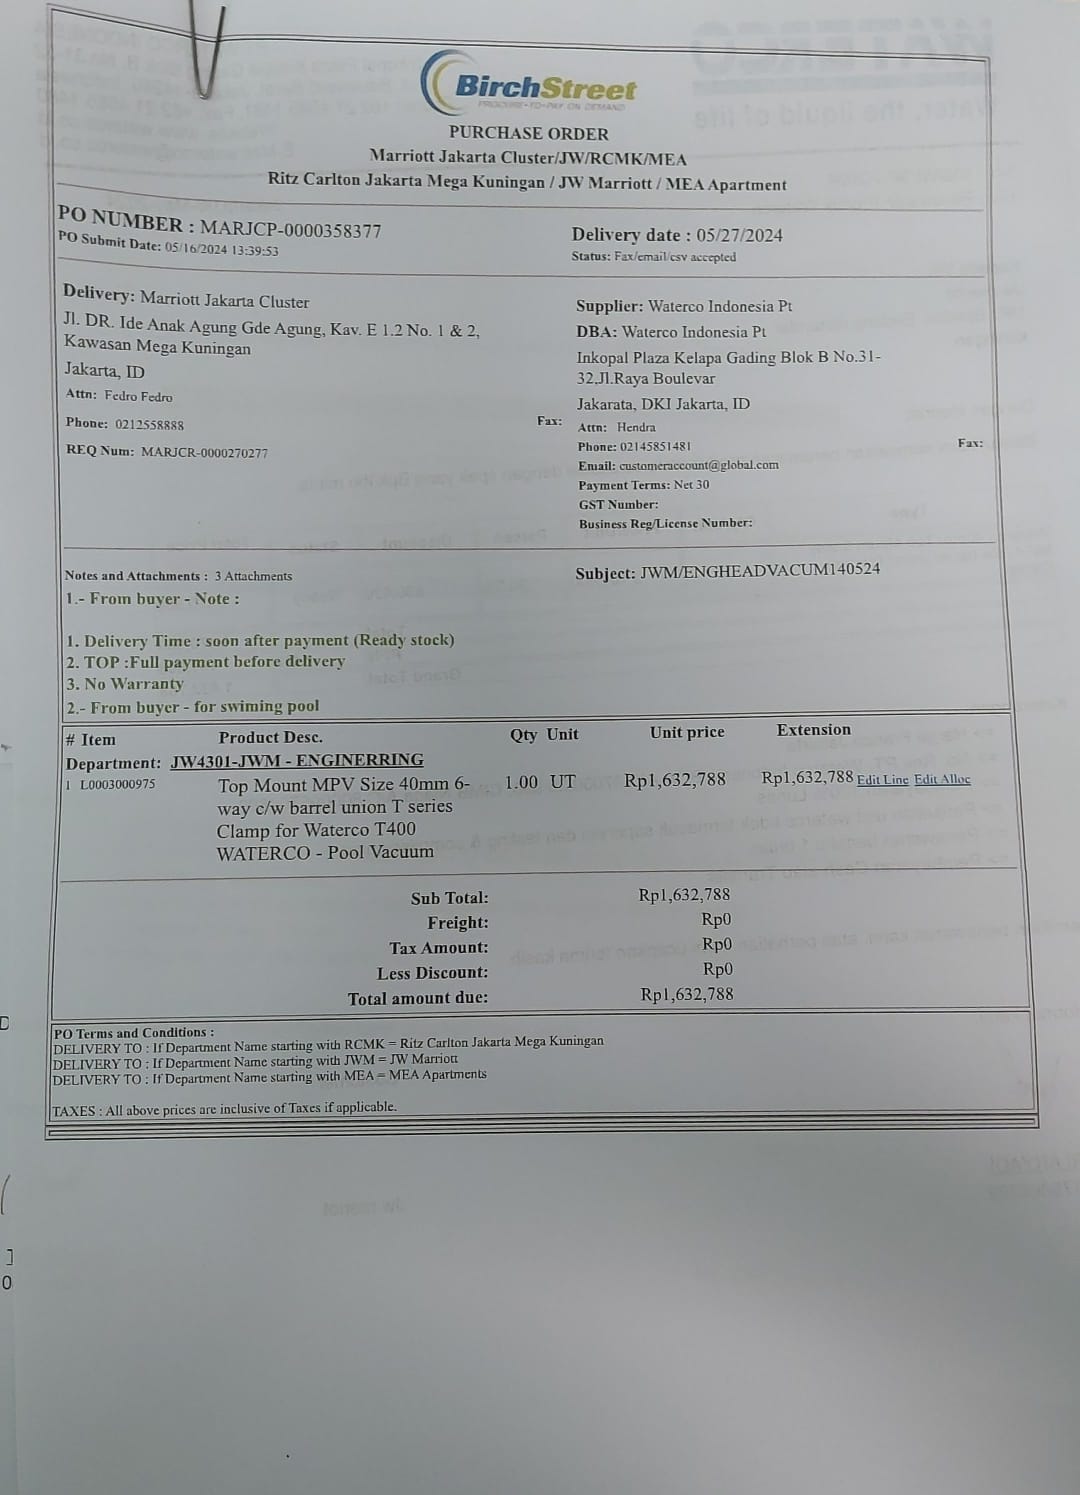 BirchStreet
PROCURE-TO-PAY ON DEMAND
PURCHASE ORDER
Marriott Jakarta Cluster/JW/RCMK/MEA
Ritz Carlton Jakarta Mega Kuningan / JW Marriott / MEA Apartment
PO NUMBER : MARJCP-0000358377
PO Submit Date: 05/16/2024 13:39:53
Delivery date : 05/27/2024
Status: Fax/email/csv accepted
Delivery: Marriott Jakarta Cluster
Jl. DR. Ide Anak Agung Gde Agung, Kav. E 1.2 No. 1 & 2,
Kawasan Mega Kuningan
Jakarta, ID
Attn: Fedro Fedro
Phone: 0212558888 Fax:
REQ Num: MARJCR-0000270277
Supplier: Waterco Indonesia Pt
DBA: Waterco Indonesia Pt
Inkopal Plaza Kelapa Gading Blok B No.31-
32,Jl.Raya Boulevar
Jakarata, DKI Jakarta, ID
Attn: Hendra
Phone: 02145851481 Fax:
Email: customeraccount@global.com
Payment Terms: Net 30
GST Number:
Business Reg/License Number:
Notes and Attachments : 3 Attachments
Subject: JWM/ENGHEADVACUM140524
1.- From buyer - Note :
1. Delivery Time : soon after payment (Ready stock)
2. TOP :Full payment before delivery
3. No Warranty
2.- From buyer - for swiming pool
# Item Product Desc. Qty Unit Unit price Extension
Department: JW4301-JWM - ENGINERRING
1 L0003000975 Top Mount MPV Size 40mm 6- 1.00 UT Rp1,632,788 Rp1,632,788 Edit Line Edit Alloc
way c/w barrel union T series
Clamp for Waterco T400
WATERCO - Pool Vacuum
Sub Total: Rp1,632,788
Freight: Rp0
Tax Amount: Rp0
Less Discount: Rp0
Total amount due: Rp1,632,788
PO Terms and Conditions :
DELIVERY TO : If Department Name starting with RCMK = Ritz Carlton Jakarta Mega Kuningan
DELIVERY TO : If Department Name starting with JWM = JW Marriott
DELIVERY TO : If Department Name starting with MEA = MEA Apartments
TAXES : All above prices are inclusive of Taxes if applicable.